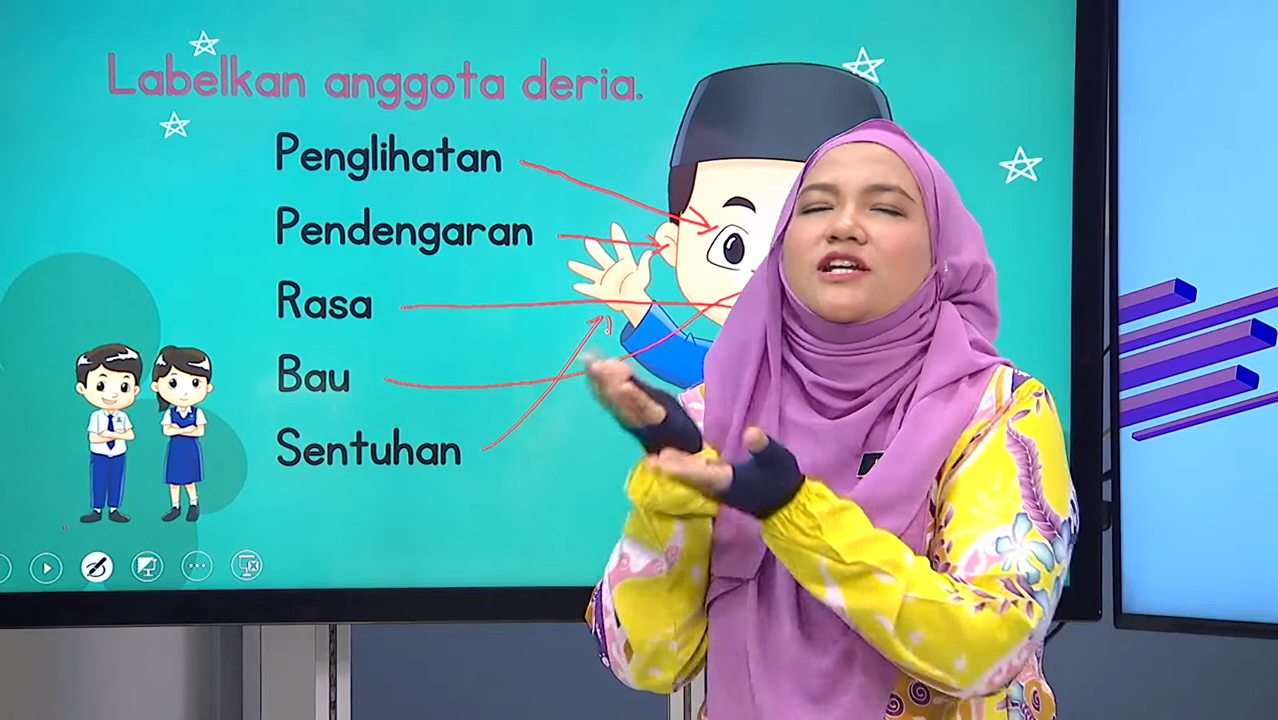 Labelkan anggota deria.
Penglihatan
Pendengaran
Rasa
Bau
Sentuhan